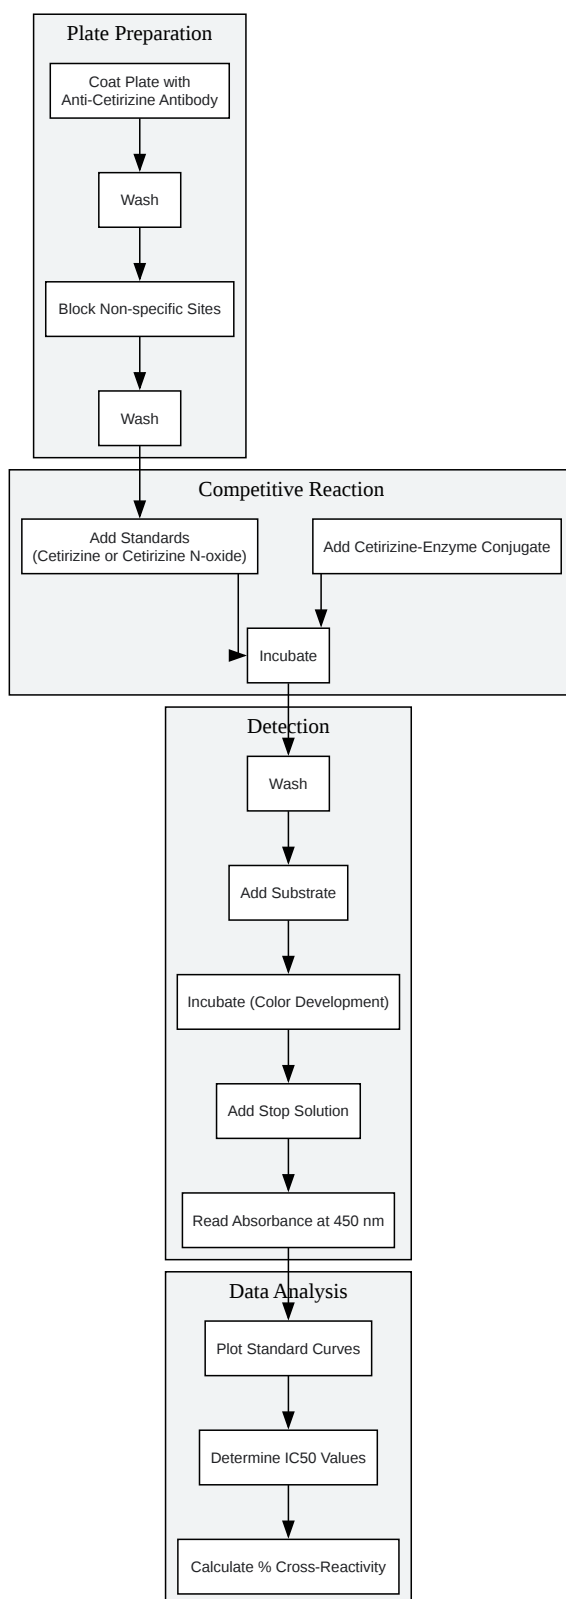 Plate Preparation
Coat Plate with
Anti-Cetirizine Antibody
Wash
Block Non-specific Sites
Wash
Competitive Reaction
Add Standards
(Cetirizine or Cetirizine N-oxide)
Add Cetirizine-Enzyme Conjugate
Incubate
Detection
Wash
Add Substrate
Incubate (Color Development)
Add Stop Solution
Read Absorbance at 450 nm
Data Analysis
Plot Standard Curves
Determine IC50 Values
Calculate % Cross-Reactivity